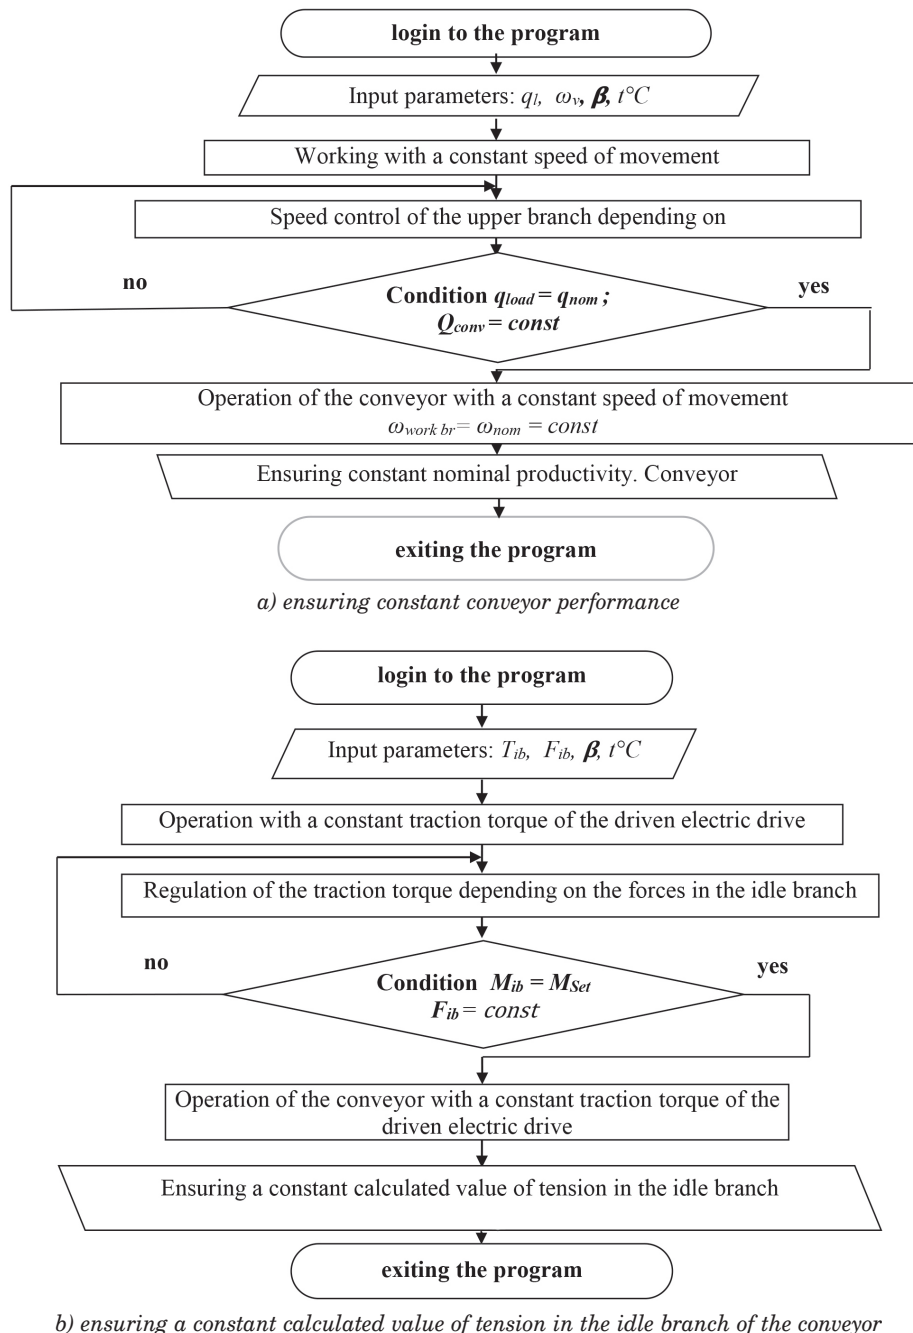 login to the program
Input parameters: qₗ, ωᵥ, β, t°C
Working with a constant speed of movement
Speed control of the upper branch depending on
no
yes
Condition q_load = q_nom ;
Q_conv = const
Operation of the conveyor with a constant speed of movement
ω_work br = ω_nom = const
Ensuring constant nominal productivity. Conveyor
exiting the program
a) ensuring constant conveyor performance
login to the program
Input parameters: T_ib, F_ib, β, t°C
Operation with a constant traction torque of the driven electric drive
Regulation of the traction torque depending on the forces in the idle branch
no
yes
Condition M_ib = M_Set
F_ib = const
Operation of the conveyor with a constant traction torque of the
driven electric drive
Ensuring a constant calculated value of tension in the idle branch
exiting the program
b) ensuring a constant calculated value of tension in the idle branch of the conveyor